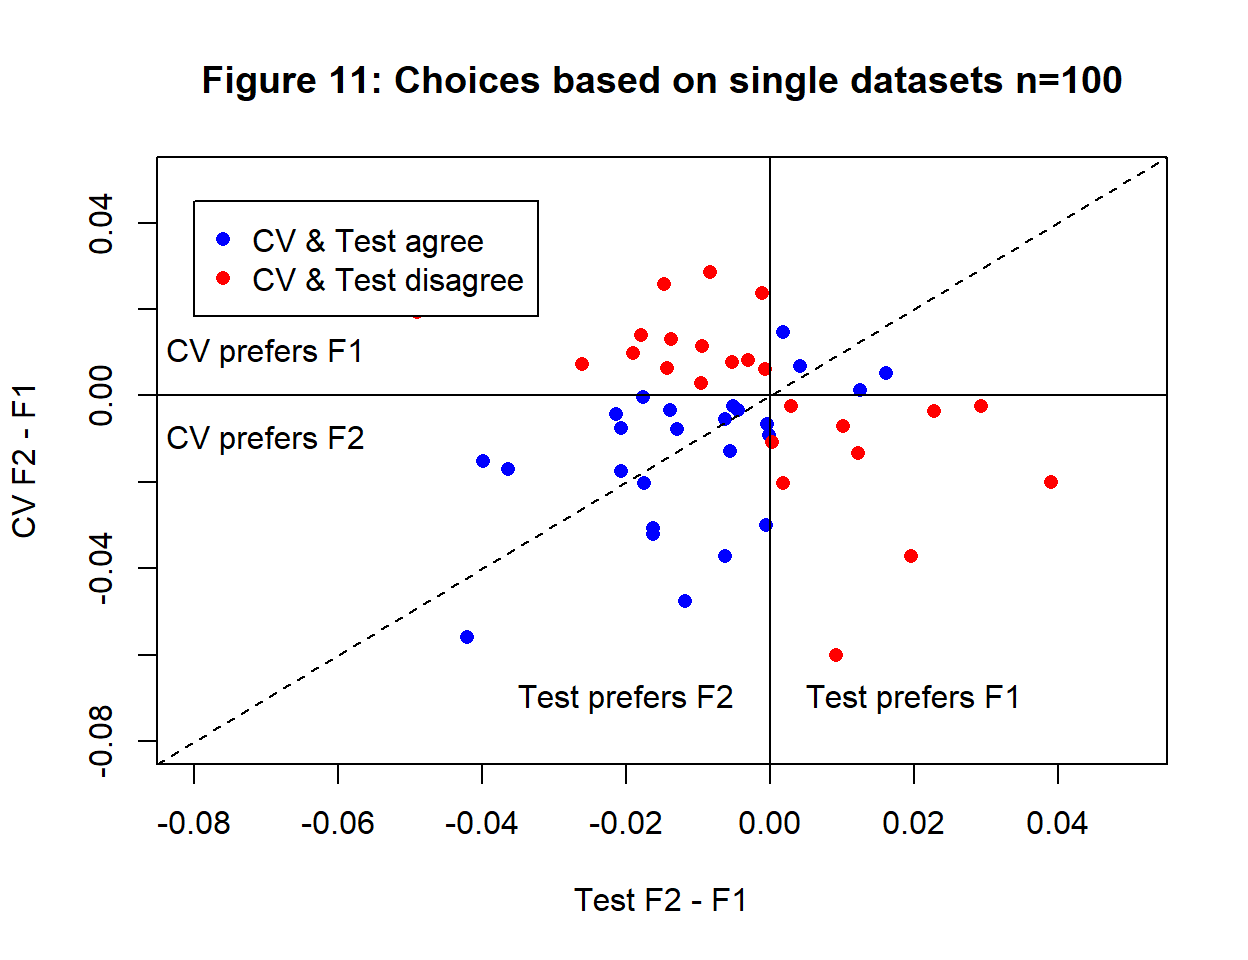 Figure 11: Choices based on single datasets n=100
CV & Test agree
CV & Test disagree
CV prefers F1
CV prefers F2
Test prefers F2
Test prefers F1
0.04
0.00
-0.04
-0.08
CV F2 - F1
-0.08
-0.06
-0.04
-0.02
0.00
0.02
0.04
Test F2 - F1